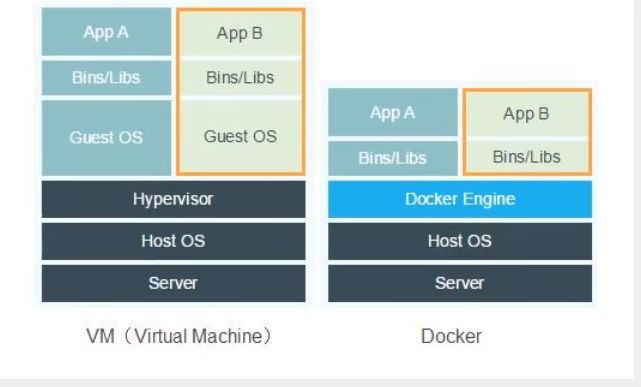 App A
App B
Bins/Libs
Bins/Libs
Guest OS
Guest OS
Hypervisor
Host OS
Server
VM（Virtual Machine）
App A
App B
Bins/Libs
Bins/Libs
Docker Engine
Host OS
Server
Docker